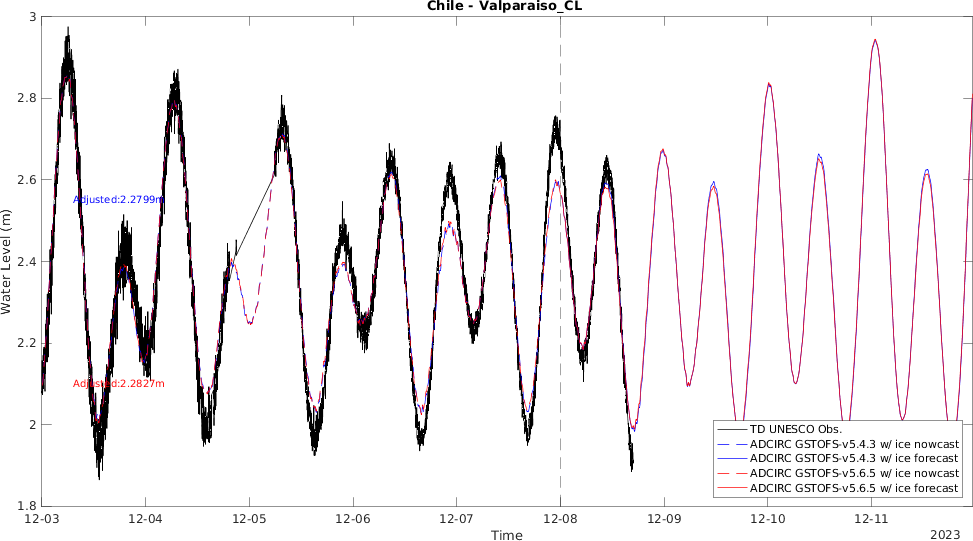 Chile - Valparaiso_CL
Water Level (m)
3
2.8
2.6
2.4
2.2
2
1.8
Adjusted:2.2799m
Adjusted:2.2827m
TD UNESCO Obs.
ADCIRC GSTOFS-v5.4.3 w/ ice nowcast
ADCIRC GSTOFS-v5.4.3 w/ ice forecast
ADCIRC GSTOFS-v5.6.5 w/ ice nowcast
ADCIRC GSTOFS-v5.6.5 w/ ice forecast
12-03 12-04 12-05 12-06 12-07 12-08 12-09 12-10 12-11
Time
2023